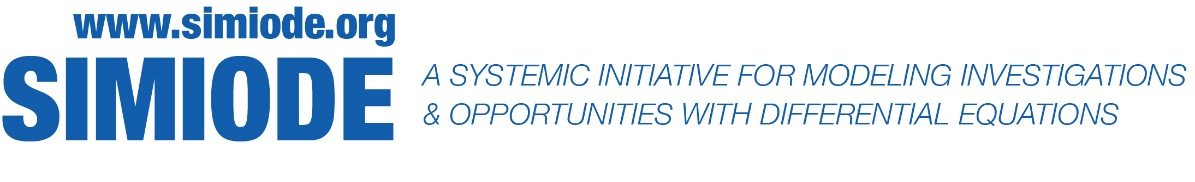 www.simiode.org
SIMIODE
A SYSTEMIC INITIATIVE FOR MODELING INVESTIGATIONS
& OPPORTUNITIES WITH DIFFERENTIAL EQUATIONS